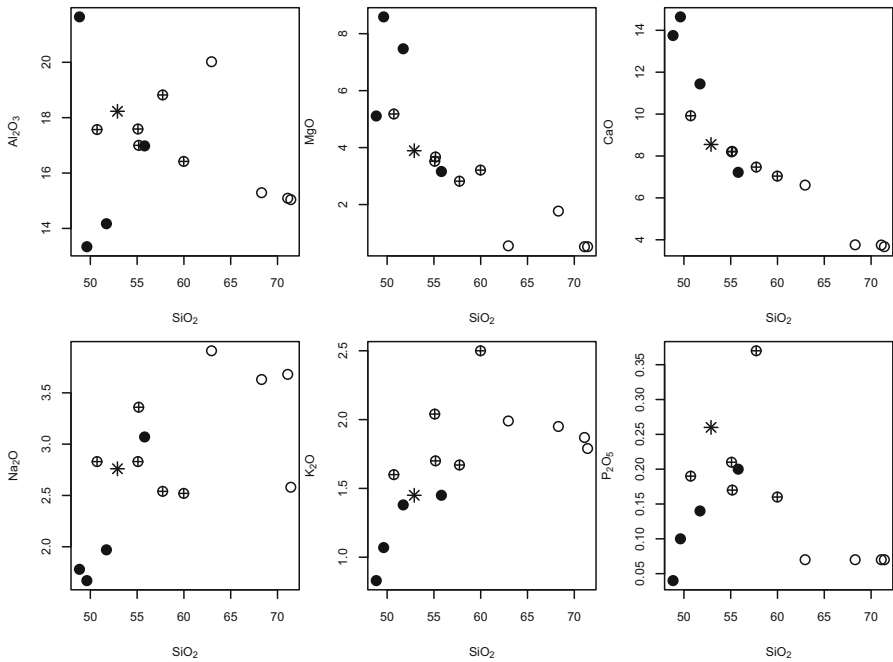 Al₂O₃
14 16 18 20
50 55 60 65 70
SiO₂
MgO
2 4 6 8
50 55 60 65 70
SiO₂
CaO
4 6 8 10 12 14
50 55 60 65 70
SiO₂
Na₂O
2.0 2.5 3.0 3.5
50 55 60 65 70
SiO₂
K₂O
1.0 1.5 2.0 2.5
50 55 60 65 70
SiO₂
P₂O₅
0.05 0.10 0.15 0.20 0.25 0.30 0.35
50 55 60 65 70
SiO₂